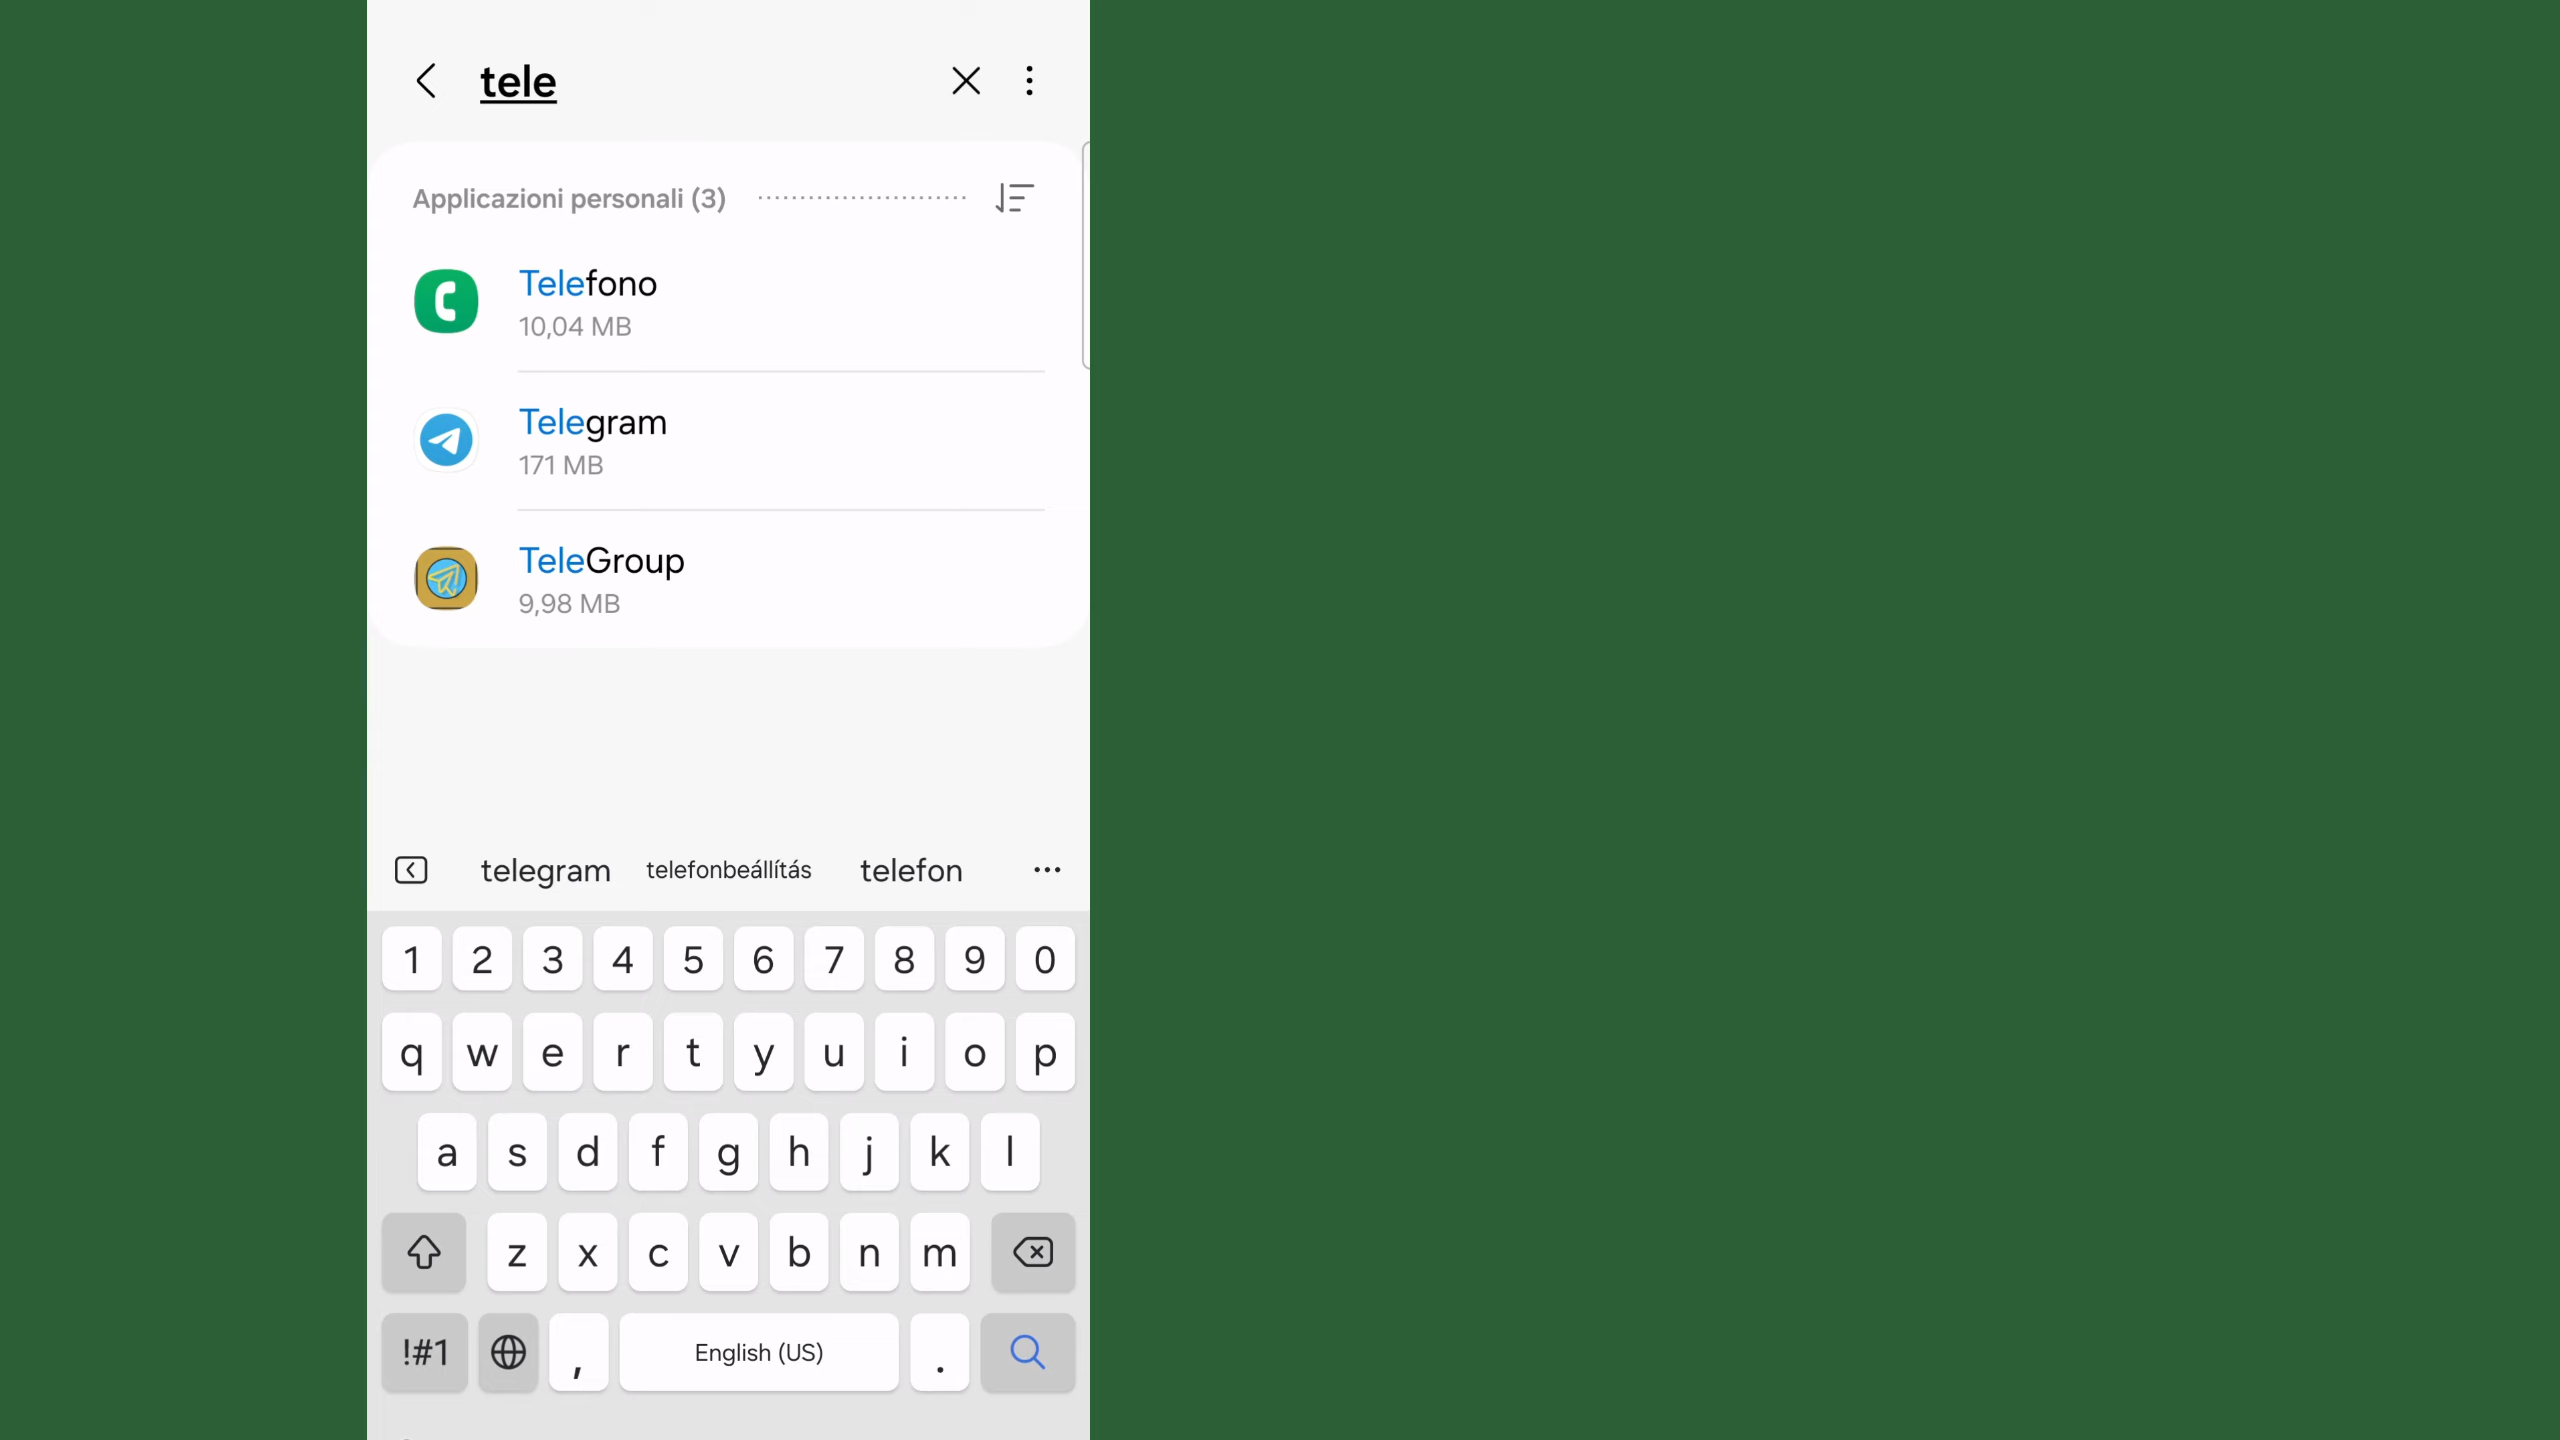 tele
Applicazioni personali (3)
Telefono
10,04 MB
Telegram
171 MB
TeleGroup
9,98 MB
telegram telefonbeállítás telefon
1 2 3 4 5 6 7 8 9 0
q w e r t y u i o p
a s d f g h j k l
z x c v b n m
!#1 , English (US) .